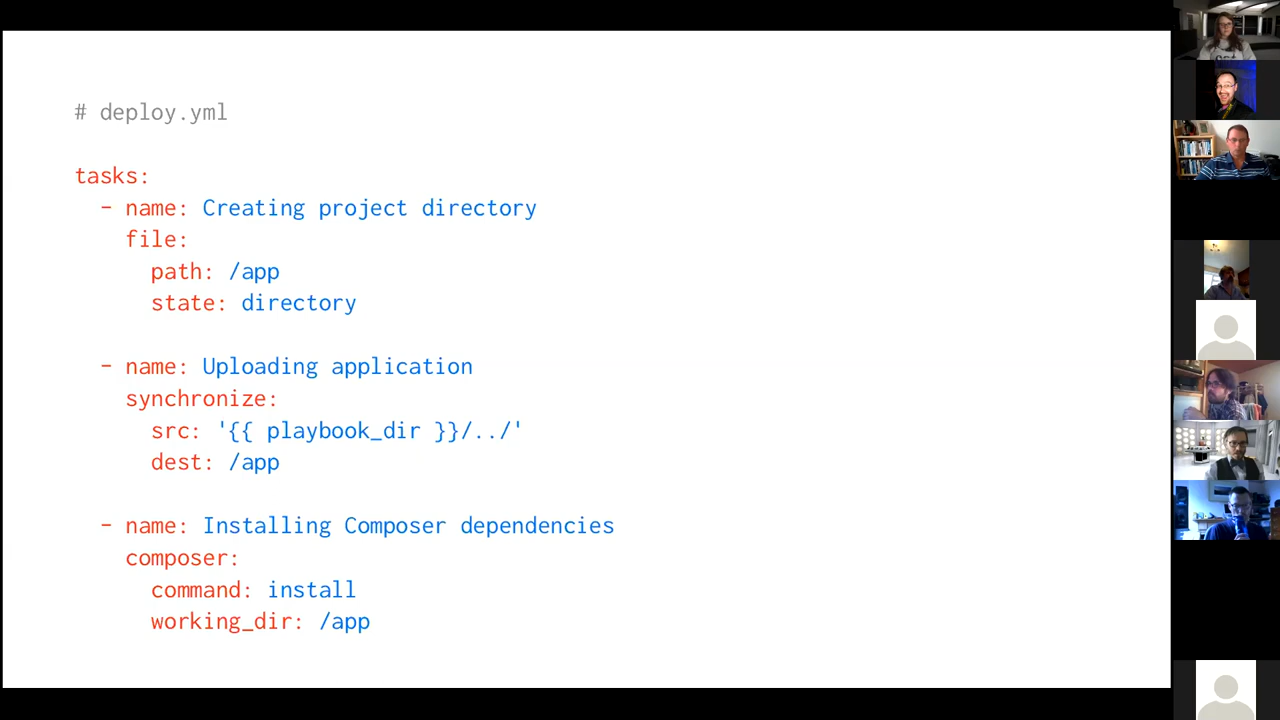 # deploy.yml
tasks:
- name: Creating project directory
file:
path: /app
state: directory
- name: Uploading application
synchronize:
src: '{{ playbook_dir }}/../'
dest: /app
- name: Installing Composer dependencies
composer:
command: install
working_dir: /app